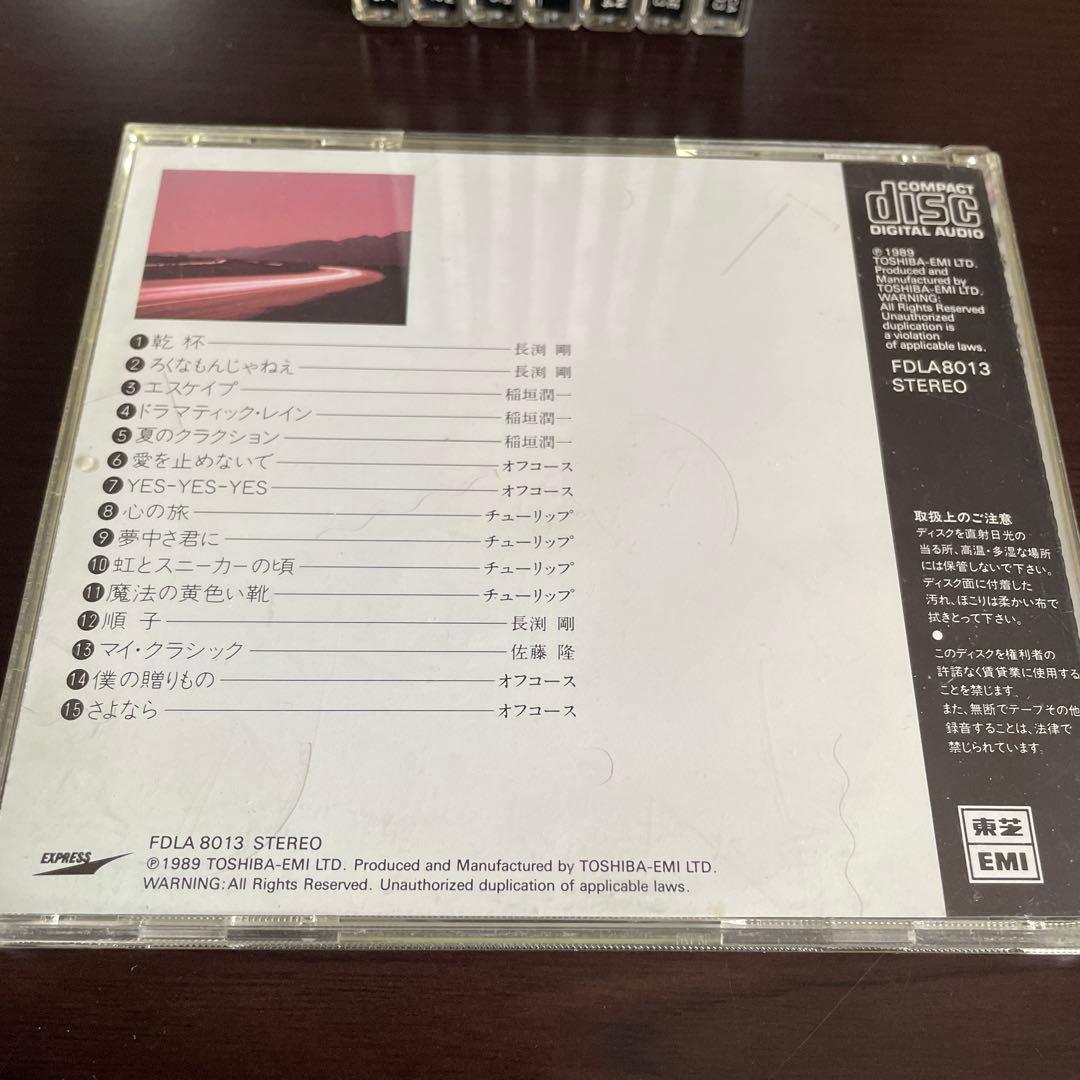 ❶乾 杯 長渕 剛
❷ろくなもんじゃねえ 長渕 剛
❸エスケイプ 稲垣潤一
❹ドラマティック・レイン 稲垣潤一
❺夏のクラクション 稲垣潤一
❻愛を止めないで オフコース
❼YES-YES-YES オフコース
❽心の旅 チューリップ
❾夢中さ君に チューリップ
❿虹とスニーカーの頃 チューリップ
⓫魔法の黄色い靴 チューリップ
⓬順 子 長渕 剛
⓭マイ・クラシック 佐藤 隆
⓮僕の贈りもの オフコース
⓯さよなら オフコース
EXPRESS
FDLA 8013 STEREO
℗1989 TOSHIBA-EMI LTD. Produced and Manufactured by TOSHIBA-EMI LTD.
WARNING: All Rights Reserved. Unauthorized duplication of applicable laws.
COMPACT
disc
DIGITAL AUDIO
℗1989
TOSHIBA-EMI LTD.
Produced and
Manufactured by
TOSHIBA-EMI LTD.
WARNING:
All Rights Reserved
Unauthorized
duplication is
a violation
of applicable laws.
FDLA8013
STEREO
取扱上のご注意
ディスクを直射日光の
当る所、高温・多湿な場所
には保管しないで下さい。
ディスク面に付着した
汚れ、ほこりは柔かい布で
拭きとって下さい。
●
このディスクを権利者の
許諾なく賃貸業に使用する
ことを禁じます
また、無断でテープその他
録音することは、法律で
禁じられています。
東芝
EMI